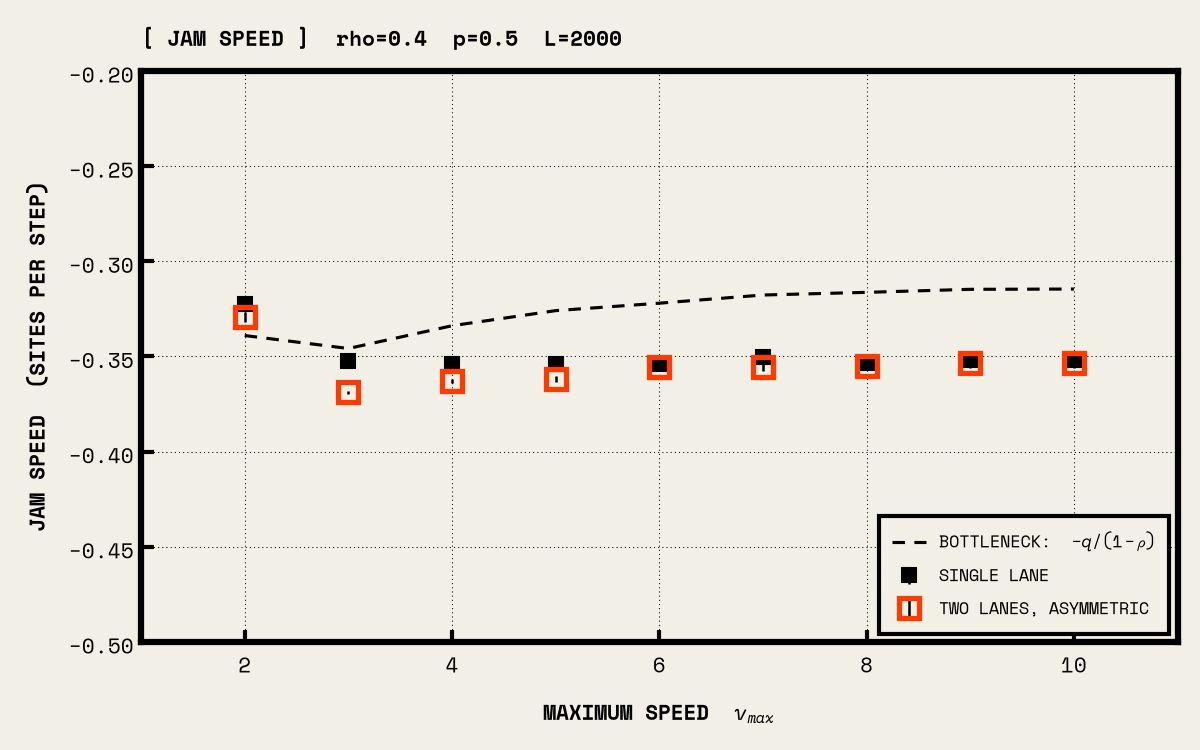 [ JAM SPEED ]  rho=0.4  p=0.5  L=2000
−0.20
−0.25
−0.30
−0.35
−0.40
−0.45
−0.50
JAM SPEED  (SITES PER STEP)
BOTTLENECK:  −q/(1−ρ)
SINGLE LANE
TWO LANES, ASYMMETRIC
2 4 6 8 10
MAXIMUM SPEED  vmax